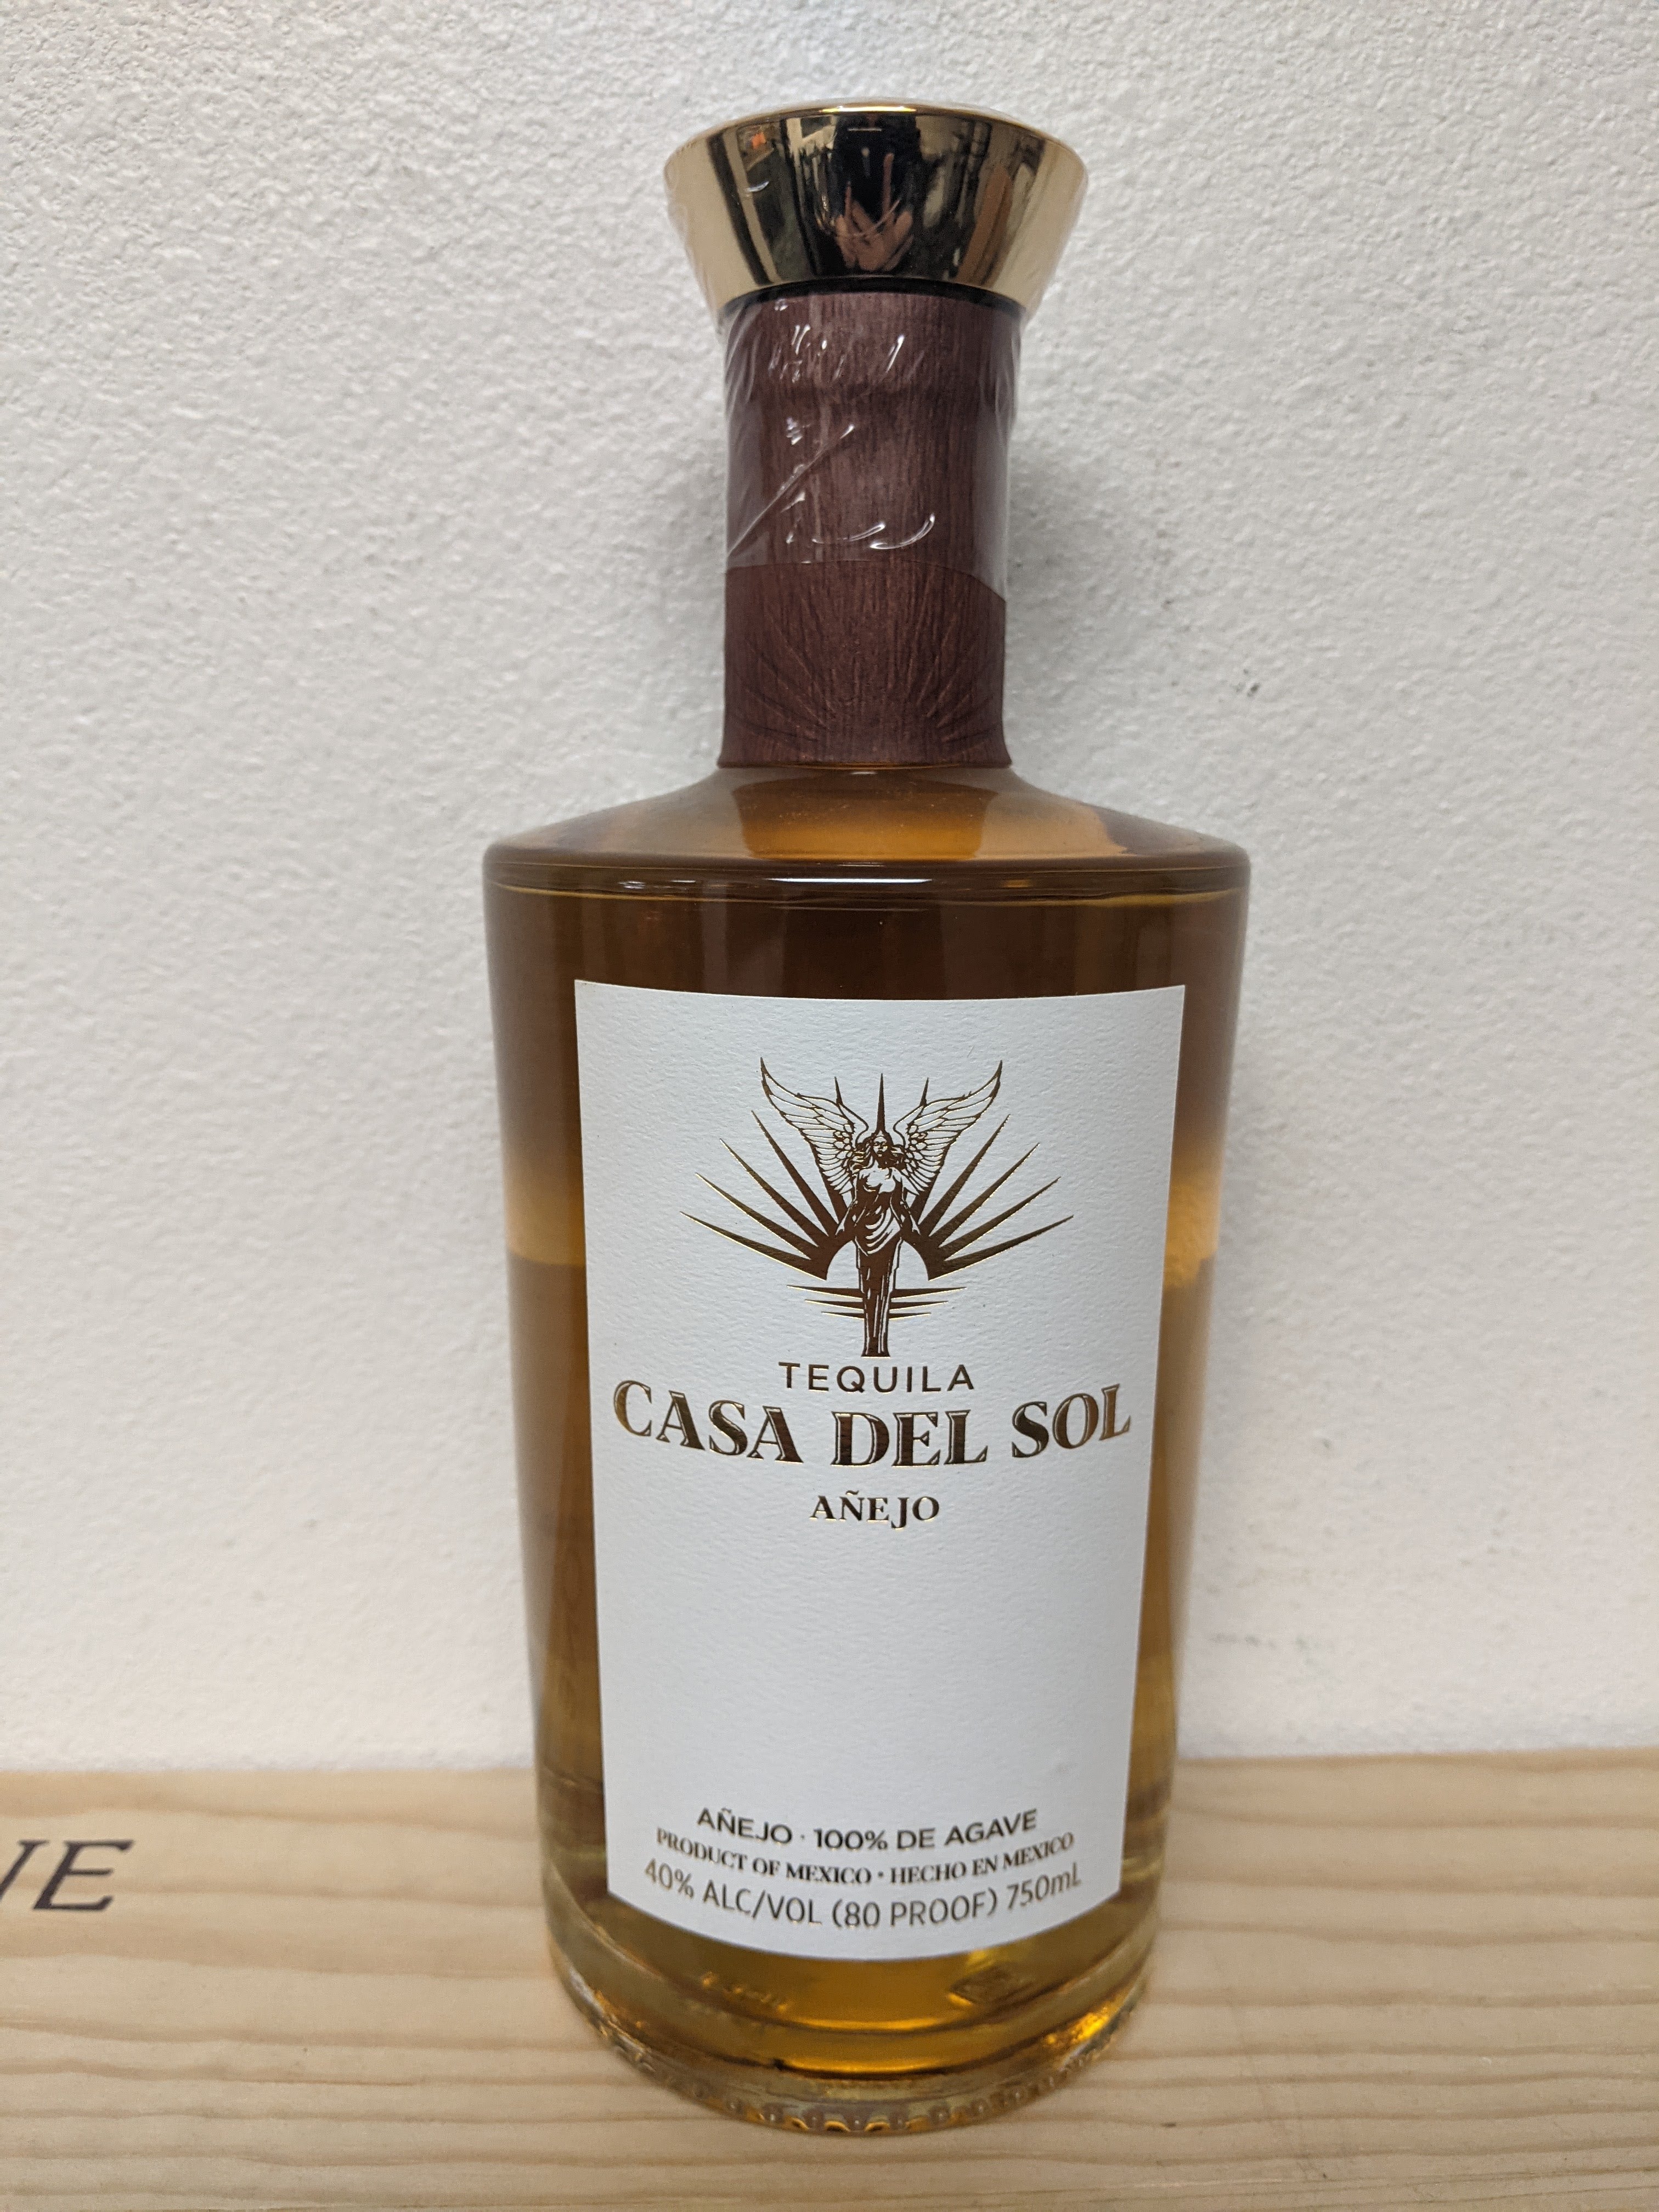 TEQUILA
CASA DEL SOL
AÑEJO
AÑEJO · 100% DE AGAVE
PRODUCT OF MEXICO • HECHO EN MEXICO
40% ALC/VOL (80 PROOF) 750mL